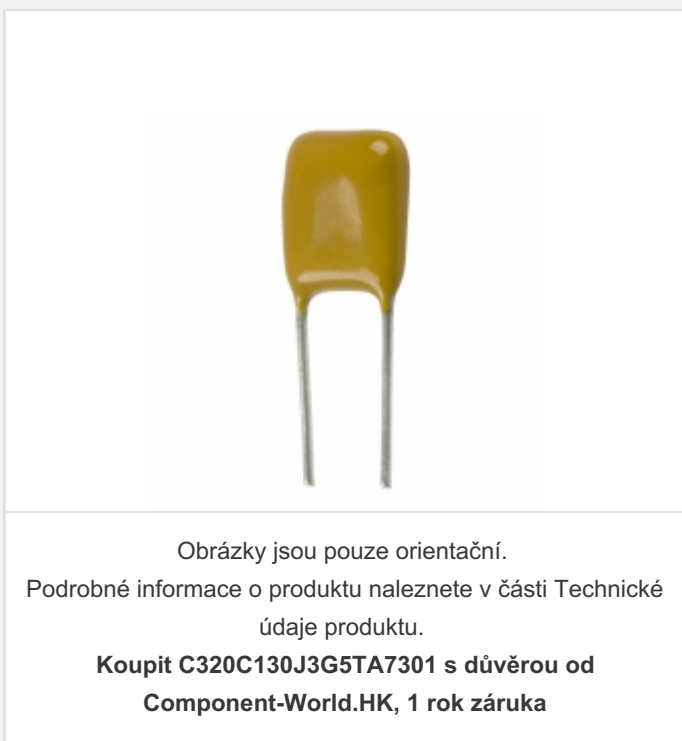 Obrázky jsou pouze orientační.
Podrobné informace o produktu naleznete v části Technické
údaje produktu.
Koupit C320C130J3G5TA7301 s důvěrou od
Component-World.HK, 1 rok záruka